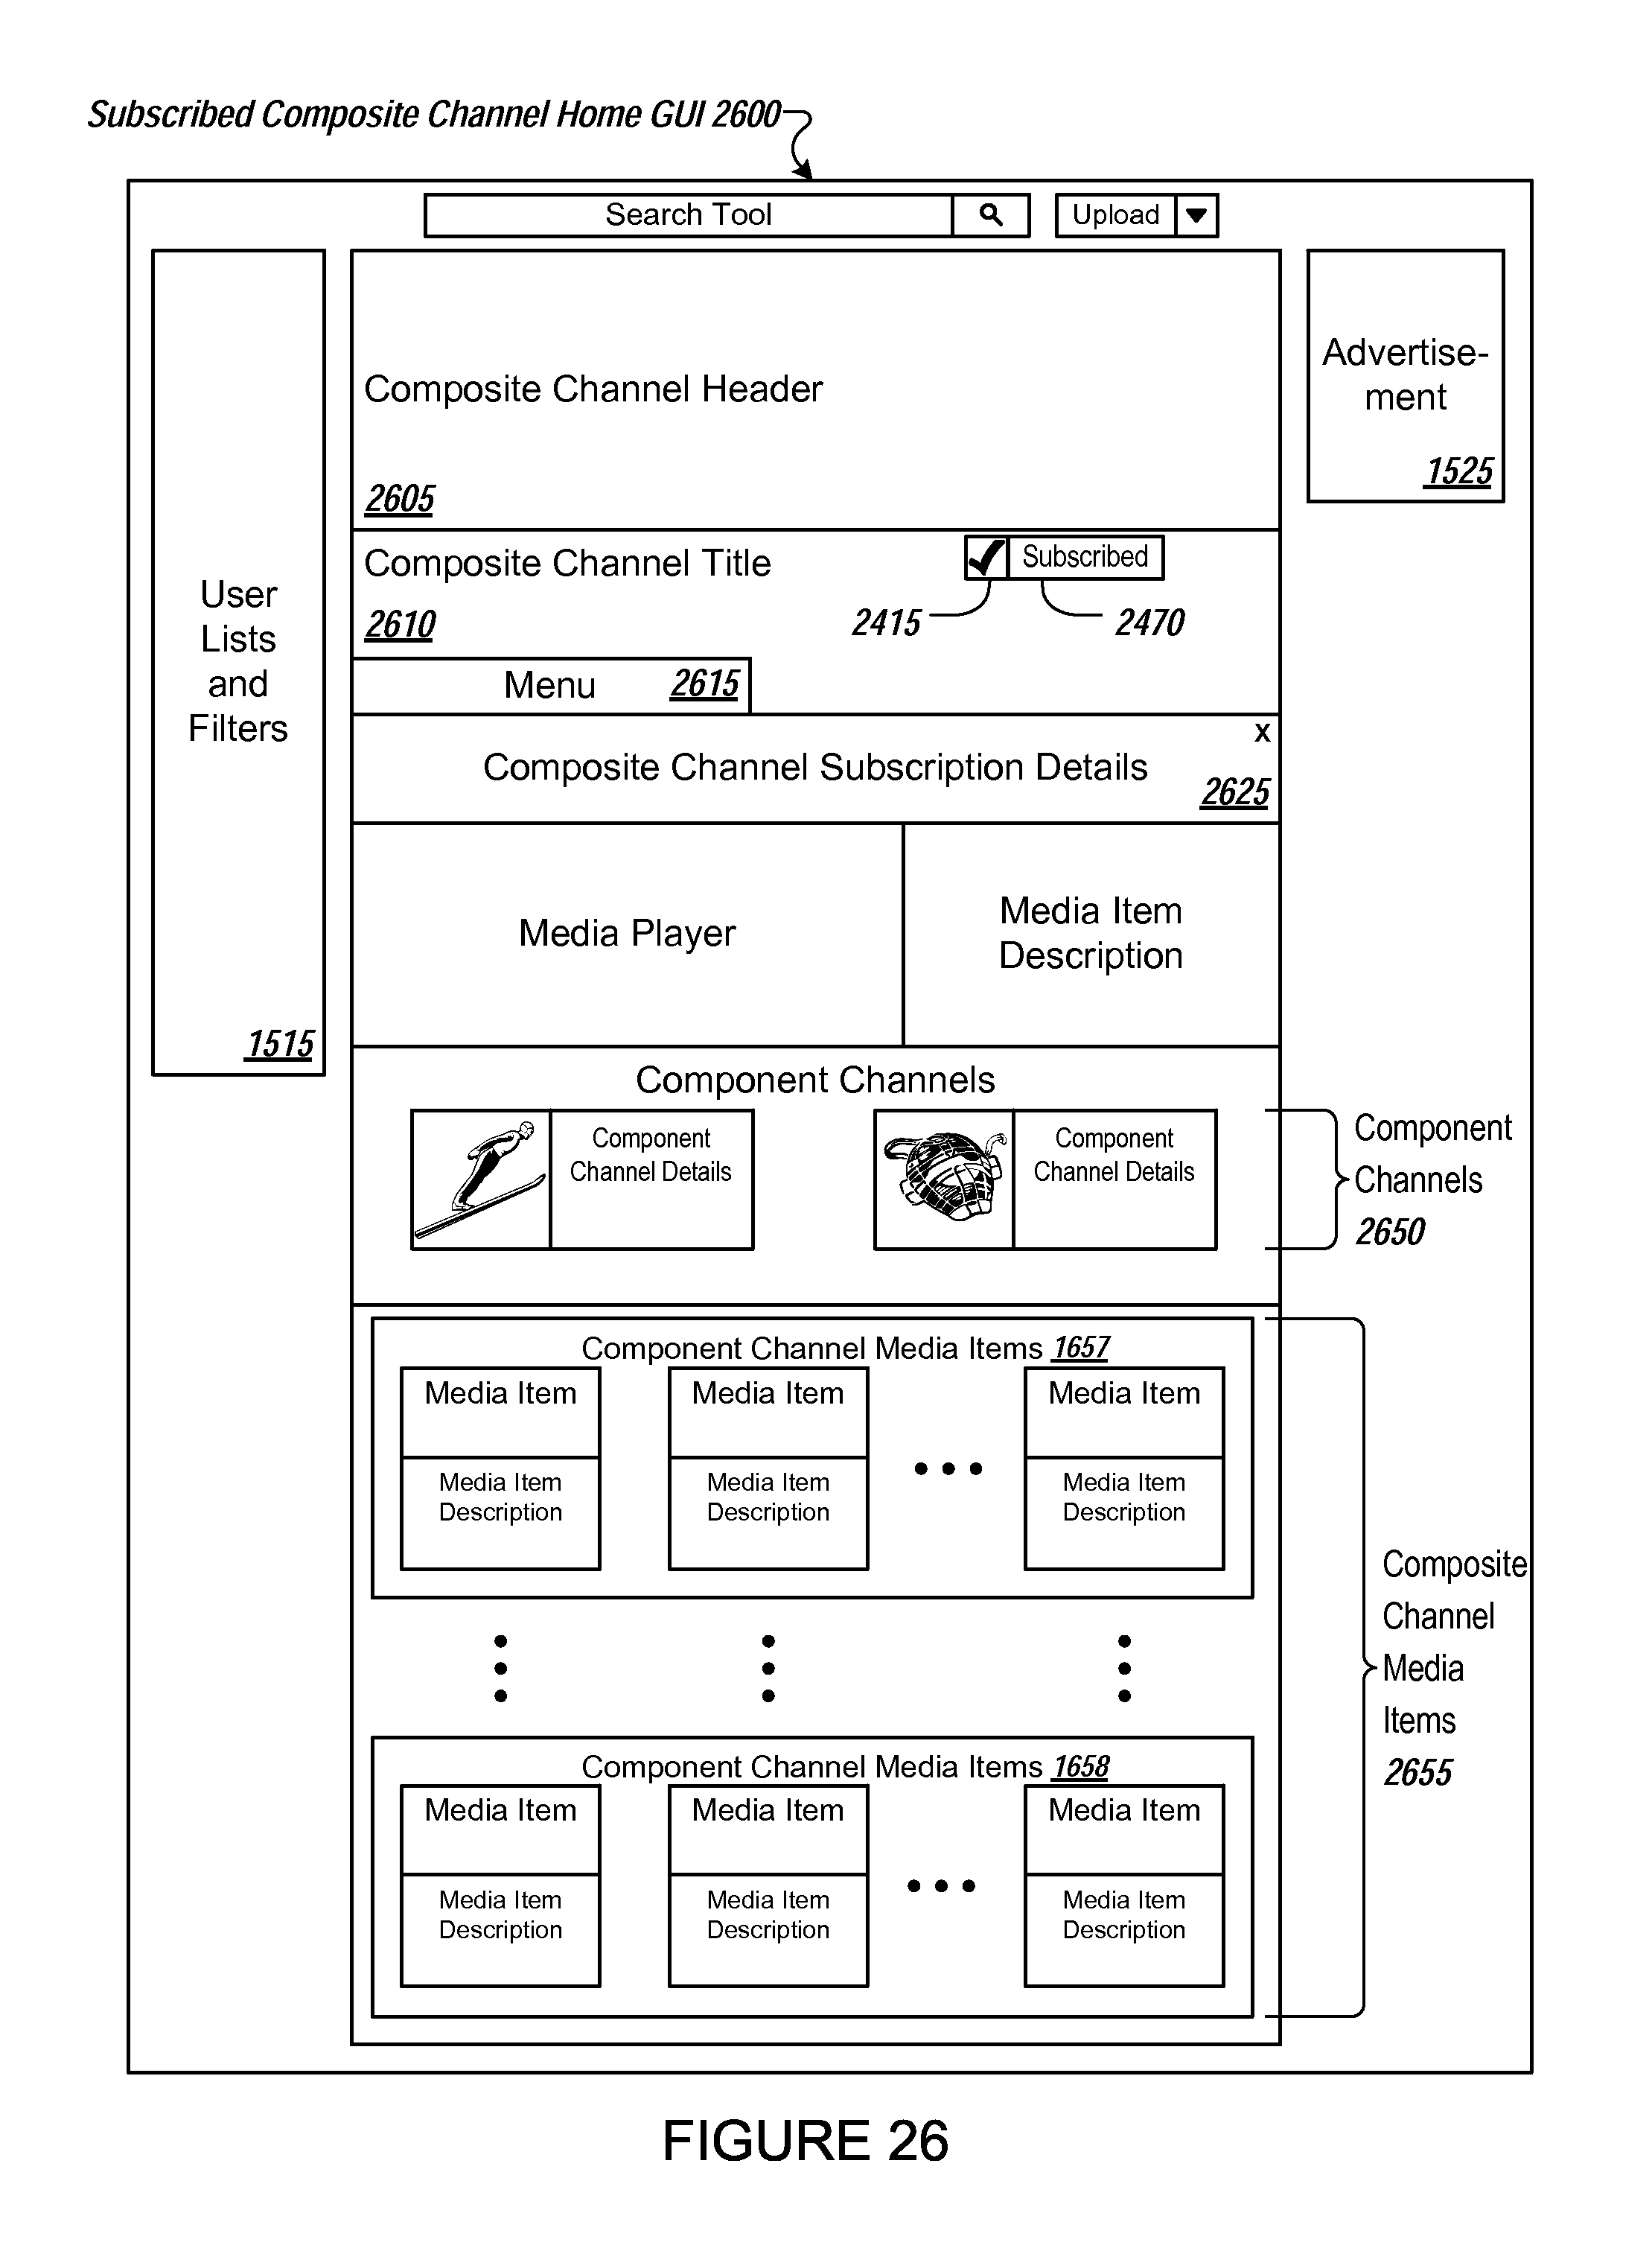 Subscribed Composite Channel Home GUI 2600
Search Tool
Upload
User
Lists
and
Filters
1515
Composite Channel Header
2605
Advertise-
ment
1525
Composite Channel Title
2610
Subscribed
2415
2470
Menu 2615
X
Composite Channel Subscription Details
2625
Media Player
Media Item
Description
Component Channels
Component
Channel Details
Component
Channel Details
Component
Channels
2650
Component Channel Media Items 1657
Media Item
Media Item
Description
Media Item
Media Item
Description
Media Item
Media Item
Description
Composite
Channel
Media
Items
2655
Component Channel Media Items 1658
Media Item
Media Item
Description
Media Item
Media Item
Description
Media Item
Media Item
Description
FIGURE 26